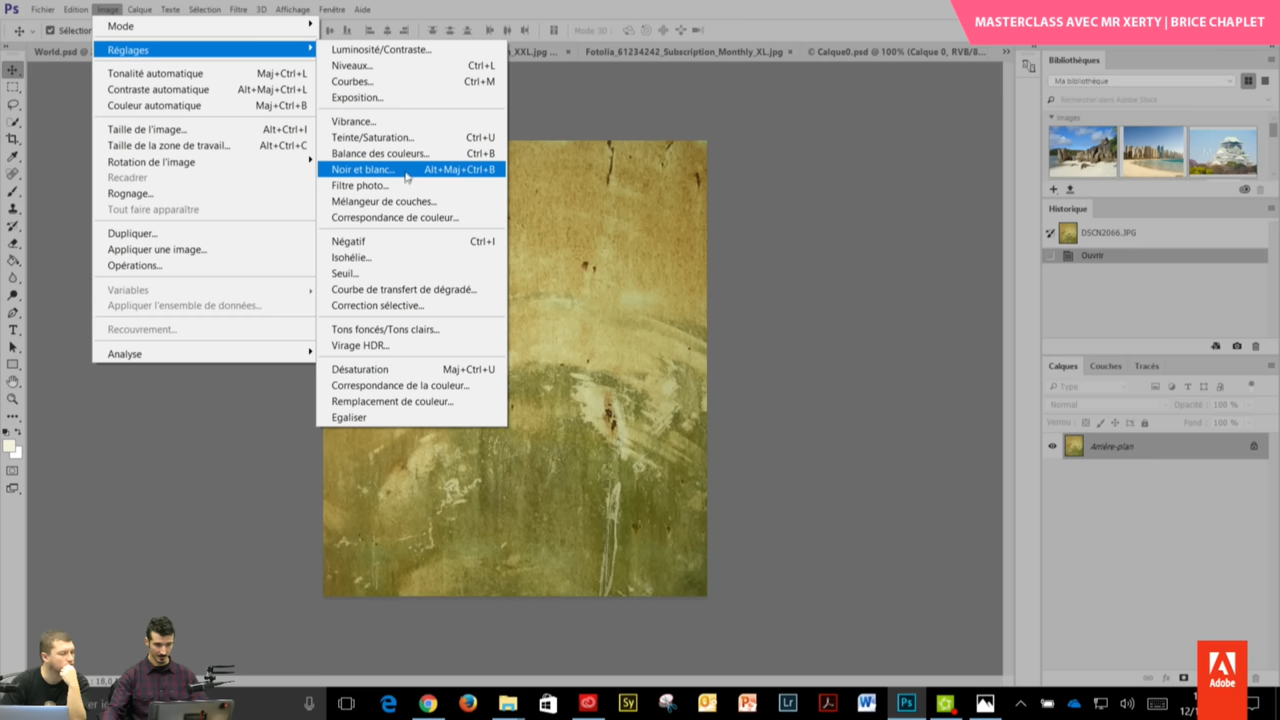 MASTERCLASS AVEC MR XERTY | BRICE CHAPLET
Ps Fichier Edition Image Calque Texte Sélection Filtre 3D Affichage Fenêtre Aide
Mode 3D :
World.psd @
XXL.jpg ... × Fotolia_61234242_Subscription_Monthly_XL.jpg × © Calque0.psd @ 100% (Calque 0, RVB/8...
Mode
Réglages
Tonalité automatique Maj+Ctrl+L
Contraste automatique Alt+Maj+Ctrl+L
Couleur automatique Maj+Ctrl+B
Taille de l'image... Alt+Ctrl+I
Taille de la zone de travail... Alt+Ctrl+C
Rotation de l'image
Recadrer
Rognage...
Tout faire apparaître
Dupliquer...
Appliquer une image...
Opérations...
Variables
Appliquer l'ensemble de données...
Recouvrement...
Analyse
Luminosité/Contraste...
Niveaux... Ctrl+L
Courbes... Ctrl+M
Exposition...
Vibrance...
Teinte/Saturation... Ctrl+U
Balance des couleurs... Ctrl+B
Noir et blanc... Alt+Maj+Ctrl+B
Filtre photo...
Mélangeur de couches...
Correspondance de couleur...
Négatif Ctrl+I
Isohélie...
Seuil...
Courbe de transfert de dégradé...
Correction sélective...
Tons foncés/Tons clairs...
Virage HDR...
Désaturation Maj+Ctrl+U
Correspondance de la couleur...
Remplacement de couleur...
Egaliser
Bibliothèques
Ma bibliothèque
Rechercher dans Adobe Stock
Images
Historique
DSCN2066.JPG
Ouvrir
Calques Couches Tracés
Type
Normal Opacité : 100 %
Verrou : Fond : 100 %
Arrière-plan
Adobe